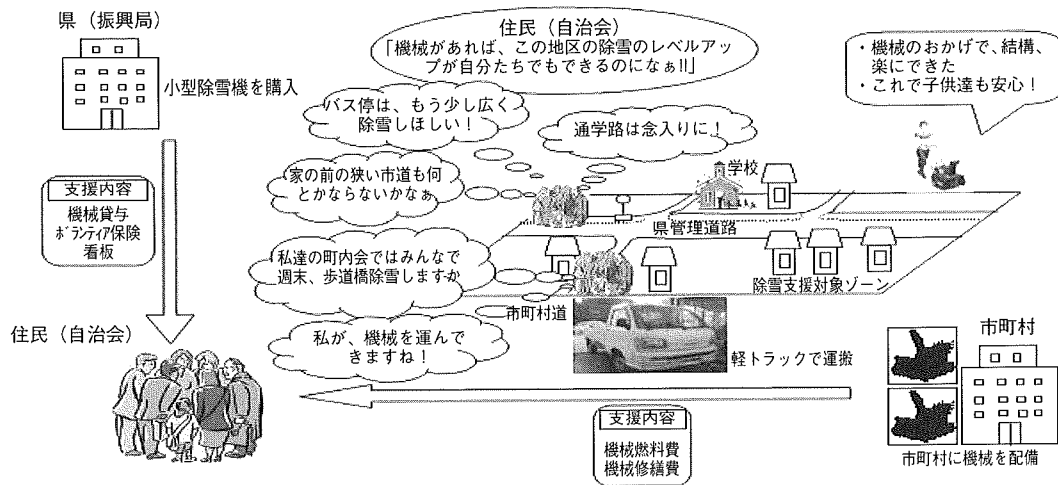 県（振興局）
小型除雪機を購入
支援内容
機械貸与
ボランティア保険
看板
住民（自治会）
住民（自治会）
「機械があれば、この地区の除雪のレベルアッ
プが自分たちでもできるのになぁ!!」
バス停は、もう少し広く
除雪しほしい！
通学路は念入りに！
家の前の狭い市道も何
とかならないかなぁ
私達の町内会ではみんなで
週末、歩道橋除雪しますか
私が、機械を運んで
きますね！
・機械のおかげで、結構、
楽にできた
・これで子供達も安心！
学校
県管理道路
除雪支援対象ゾーン
市町村道
軽トラックで運搬
支援内容
機械燃料費
機械修繕費
市町村
市町村に機械を配備